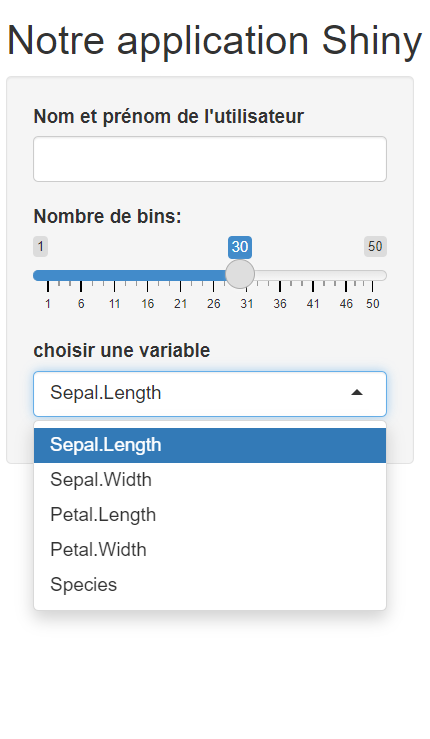 Notre application Shiny
Nom et prénom de l'utilisateur
Nombre de bins:
1 30 50
1 6 11 16 21 26 31 36 41 46 50
choisir une variable
Sepal.Length
Sepal.Length
Sepal.Width
Petal.Length
Petal.Width
Species